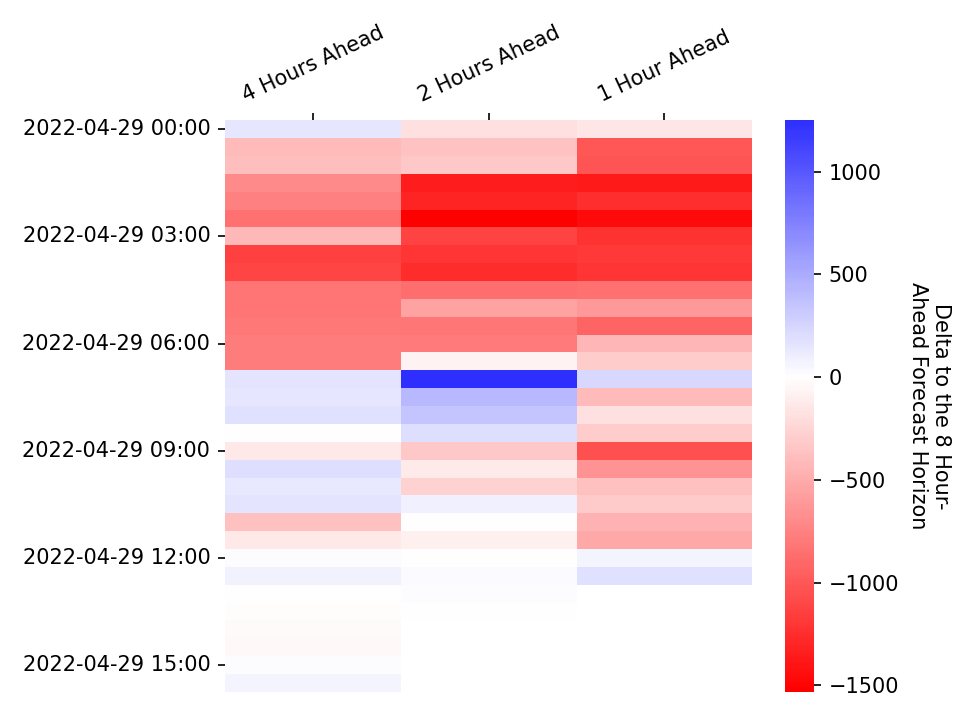 4 Hours Ahead
2 Hours Ahead
1 Hour Ahead
2022-04-29 00:00
2022-04-29 03:00
2022-04-29 06:00
2022-04-29 09:00
2022-04-29 12:00
2022-04-29 15:00
1000
500
0
−500
−1000
−1500
Delta to the 8 Hour-
Ahead Forecast Horizon